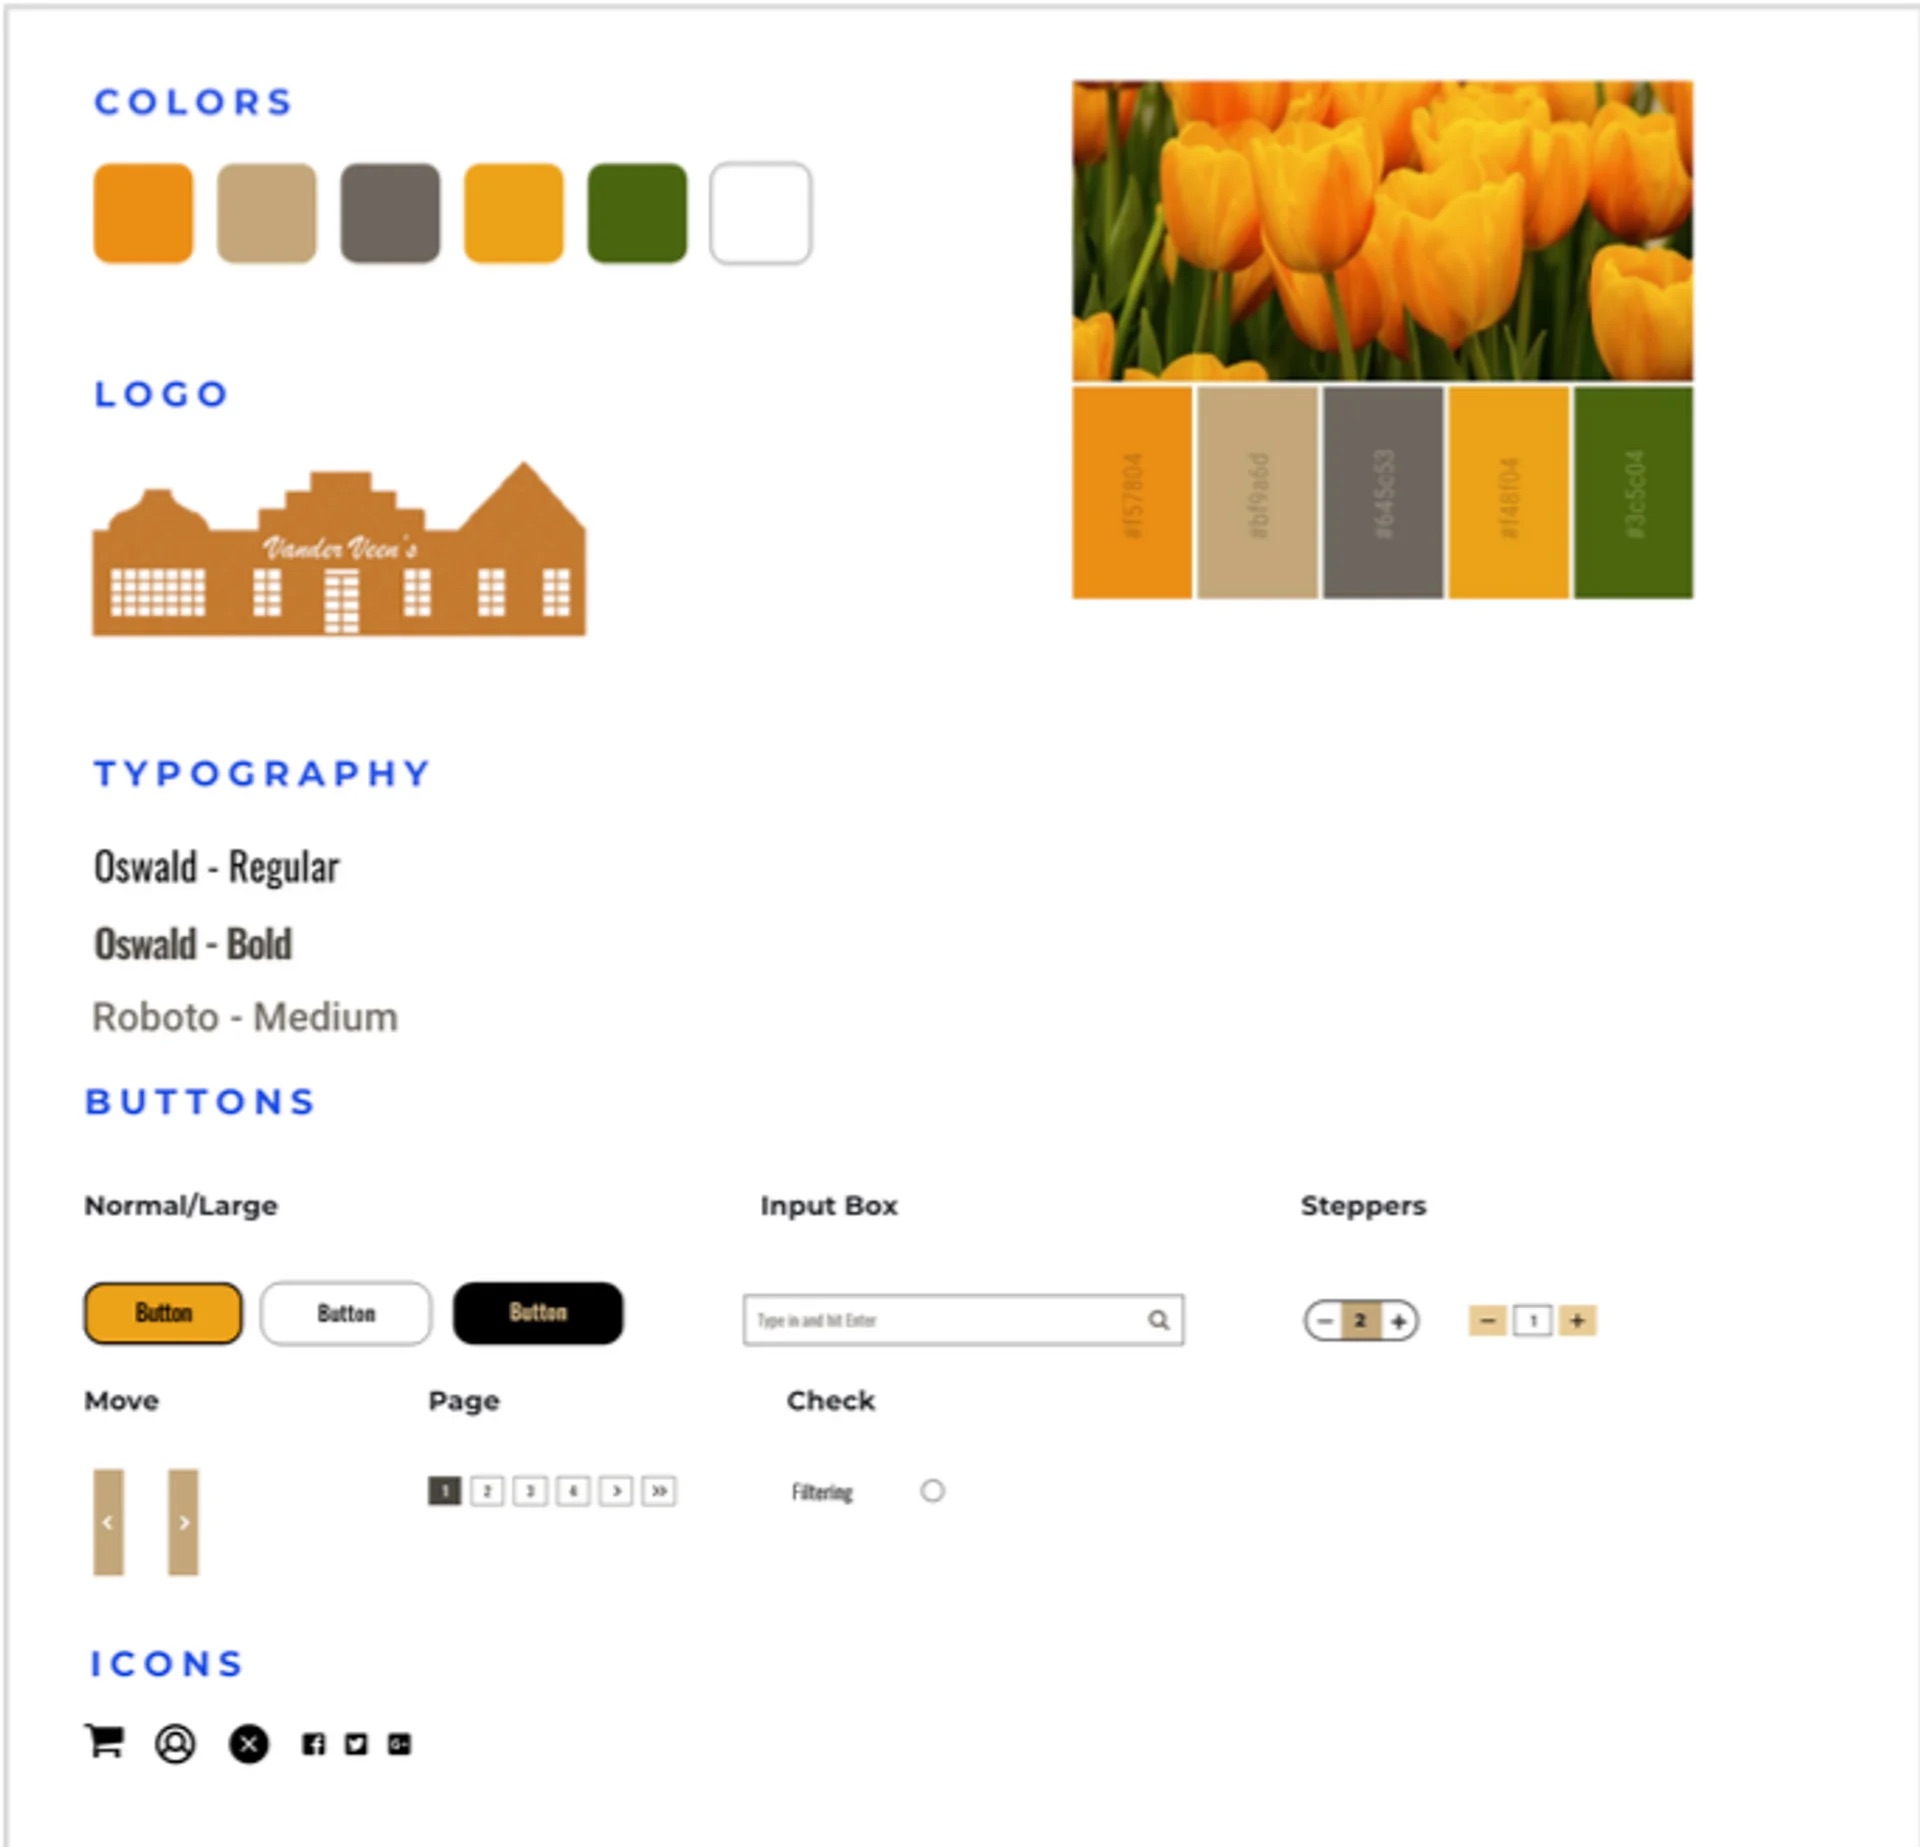 COLORS
#f57804
#bf9a6d
#645c53
#f48f04
#3c5c04
LOGO
Vander Veen's
TYPOGRAPHY
Oswald - Regular
Oswald - Bold
Roboto - Medium
BUTTONS
Normal/Large
Input Box
Steppers
Button
Button
Button
Type in and hit Enter
− 2 +
− 1 +
Move
Page
Check
< >
1 2 3 4 > >>
Filtering
ICONS
G+